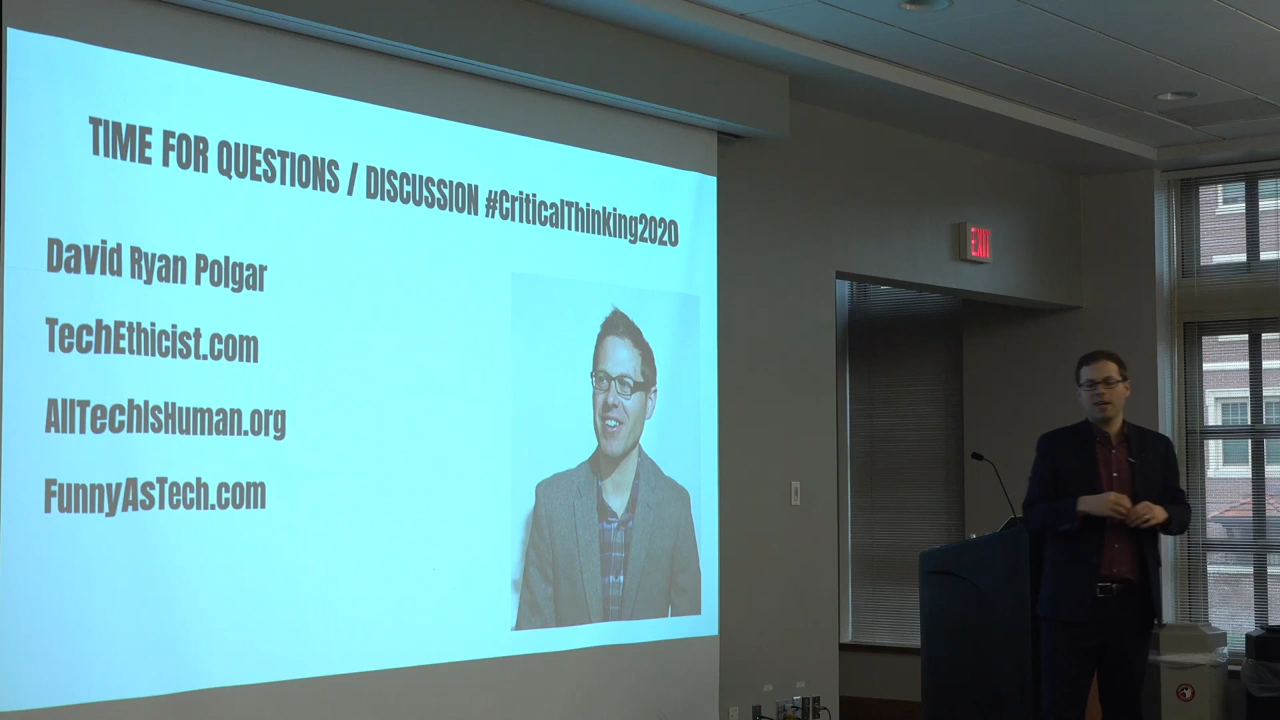 TIME FOR QUESTIONS / DISCUSSION #CriticalThinking2020
David Ryan Polgar
TechEthicist.com
AllTechIsHuman.org
FunnyAsTech.com
EXIT